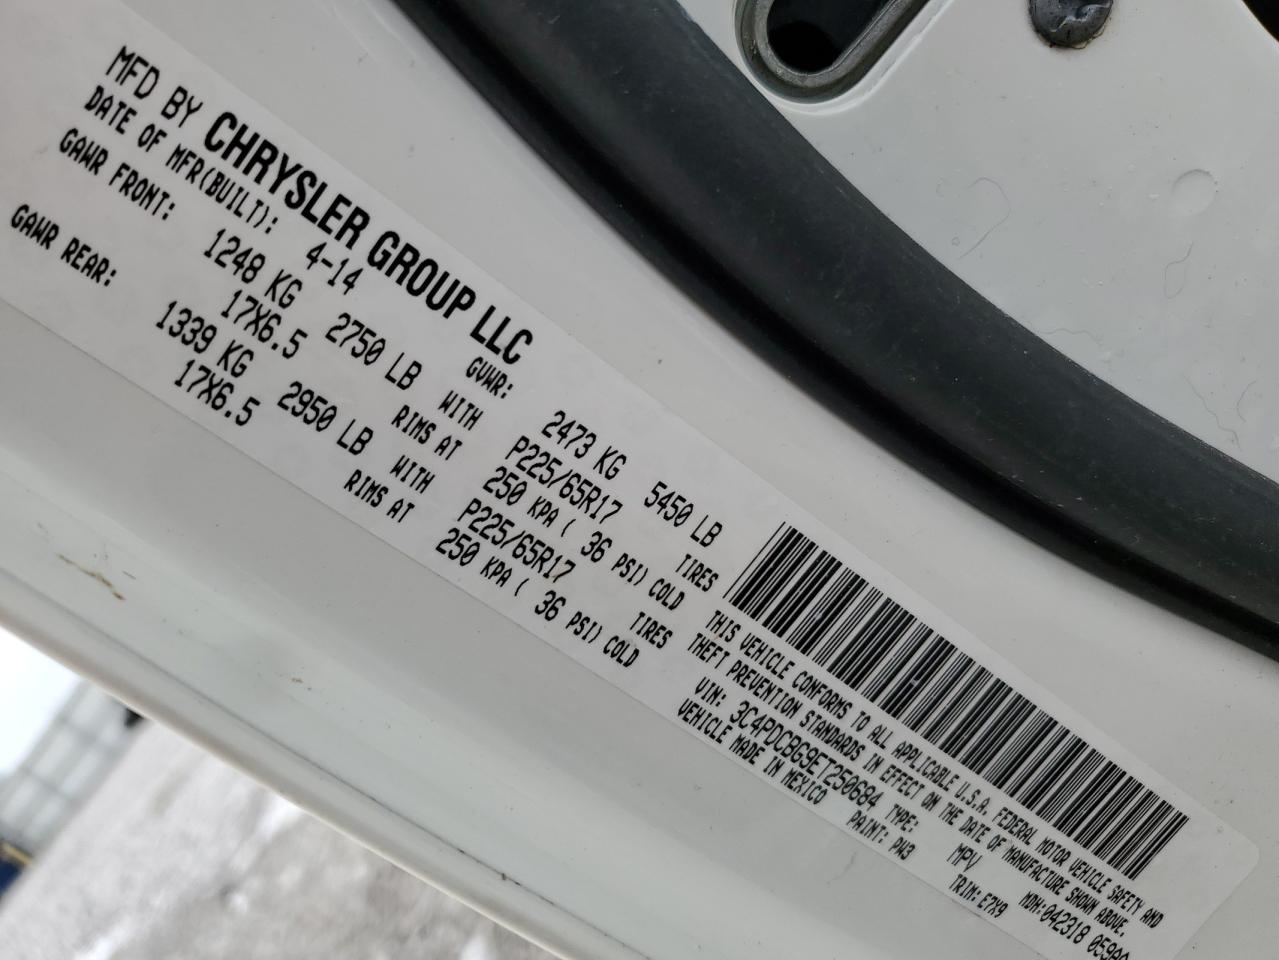 MFD BY CHRYSLER GROUP LLC
DATE OF MFR(BUILT): 4-14 GVWR: 2473 KG 5450 LB
GAWR FRONT: 1248 KG 2750 LB WITH P225/65R17 TIRES
17X6.5 RIMS AT 250 KPA ( 36 PSI) COLD
GAWR REAR: 1339 KG 2950 LB WITH P225/65R17 TIRES
17X6.5 RIMS AT 250 KPA ( 36 PSI) COLD
THIS VEHICLE CONFORMS TO ALL APPLICABLE U.S.A. FEDERAL MOTOR VEHICLE SAFETY AND
THEFT PREVENTION STANDARDS IN EFFECT ON THE DATE OF MANUFACTURE SHOWN ABOVE.
VIN: 3C4PDCBG9ET250684 TYPE: MPV MDH:042318
VEHICLE MADE IN MEXICO PAINT: PW3 TRIM: E7X9